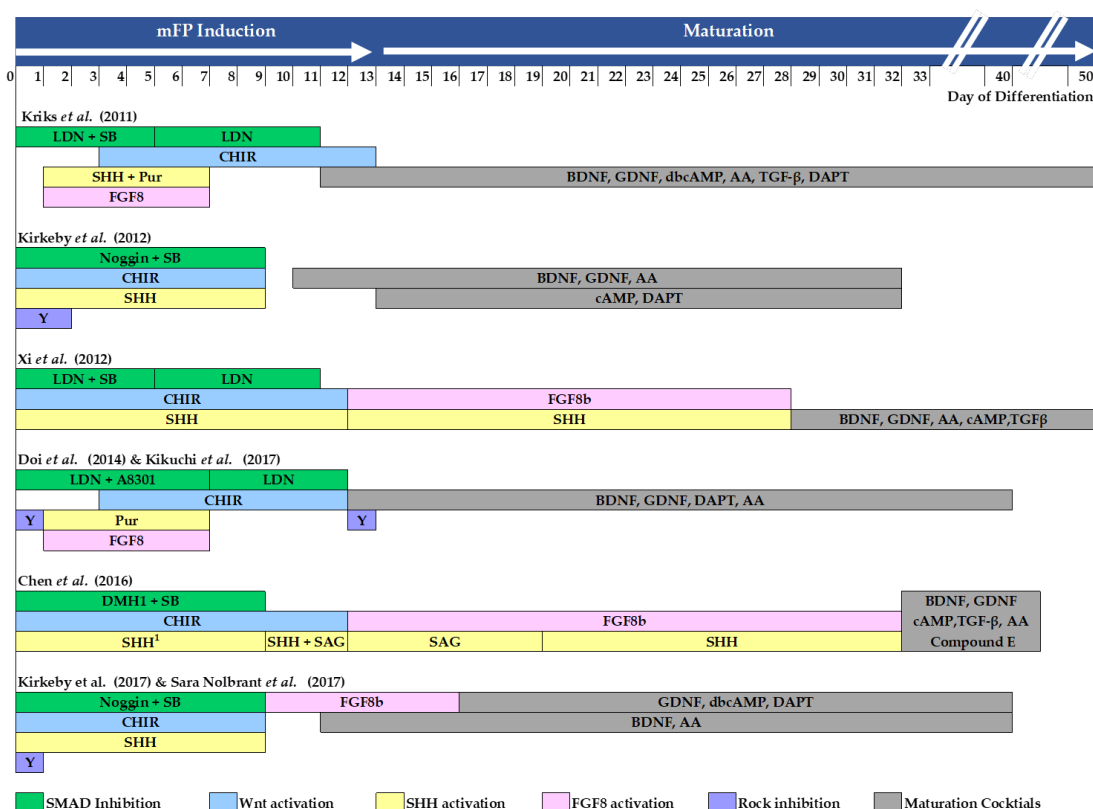 mFP Induction Maturation
0 1 2 3 4 5 6 7 8 9 10 11 12 13 14 15 16 17 18 19 20 21 22 23 24 25 26 27 28 29 30 31 32 33 40 50
Day of Differentiation
Kriks et al. (2011)
LDN + SB LDN
CHIR
SHH + Pur BDNF, GDNF, dbcAMP, AA, TGF-β, DAPT
FGF8
Kirkeby et al. (2012)
Noggin + SB
CHIR BDNF, GDNF, AA
SHH cAMP, DAPT
Y
Xi et al. (2012)
LDN + SB LDN
CHIR FGF8b
SHH SHH BDNF, GDNF, AA, cAMP,TGFβ
Doi et al. (2014) & Kikuchi et al. (2017)
LDN + A8301 LDN
CHIR BDNF, GDNF, DAPT, AA
Y Pur Y
FGF8
Chen et al. (2016)
DMH1 + SB BDNF, GDNF
CHIR FGF8b cAMP,TGF-β, AA
SHH¹ SHH + SAG SAG SHH Compound E
Kirkeby et al. (2017) & Sara Nolbrant et al. (2017)
Noggin + SB FGF8b GDNF, dbcAMP, DAPT
CHIR BDNF, AA
SHH
Y
SMAD Inhibition Wnt activation SHH activation FGF8 activation Rock inhibition Maturation Cocktials